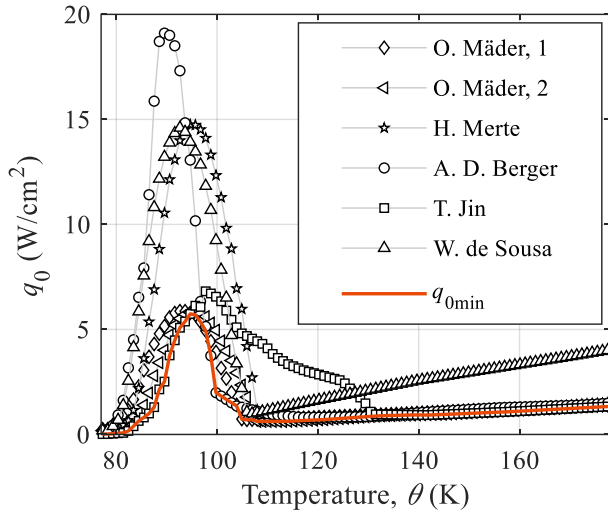 20
15
10
5
0
q₀ (W/cm²)
O. Mäder, 1
O. Mäder, 2
H. Merte
A. D. Berger
T. Jin
W. de Sousa
q₀ₘᵢₙ
80 100 120 140 160
Temperature, θ (K)